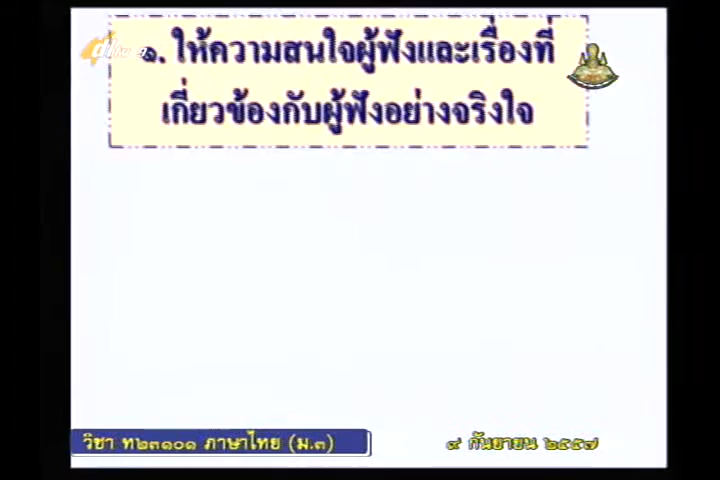 ๑. ให้ความสนใจผู้ฟังและเรื่องที่
เกี่ยวข้องกับผู้ฟังอย่างจริงใจ
วิชา ท๒๓๑๐๑ ภาษาไทย (ม.๓)
๙ กันยายน ๒๕๕๗